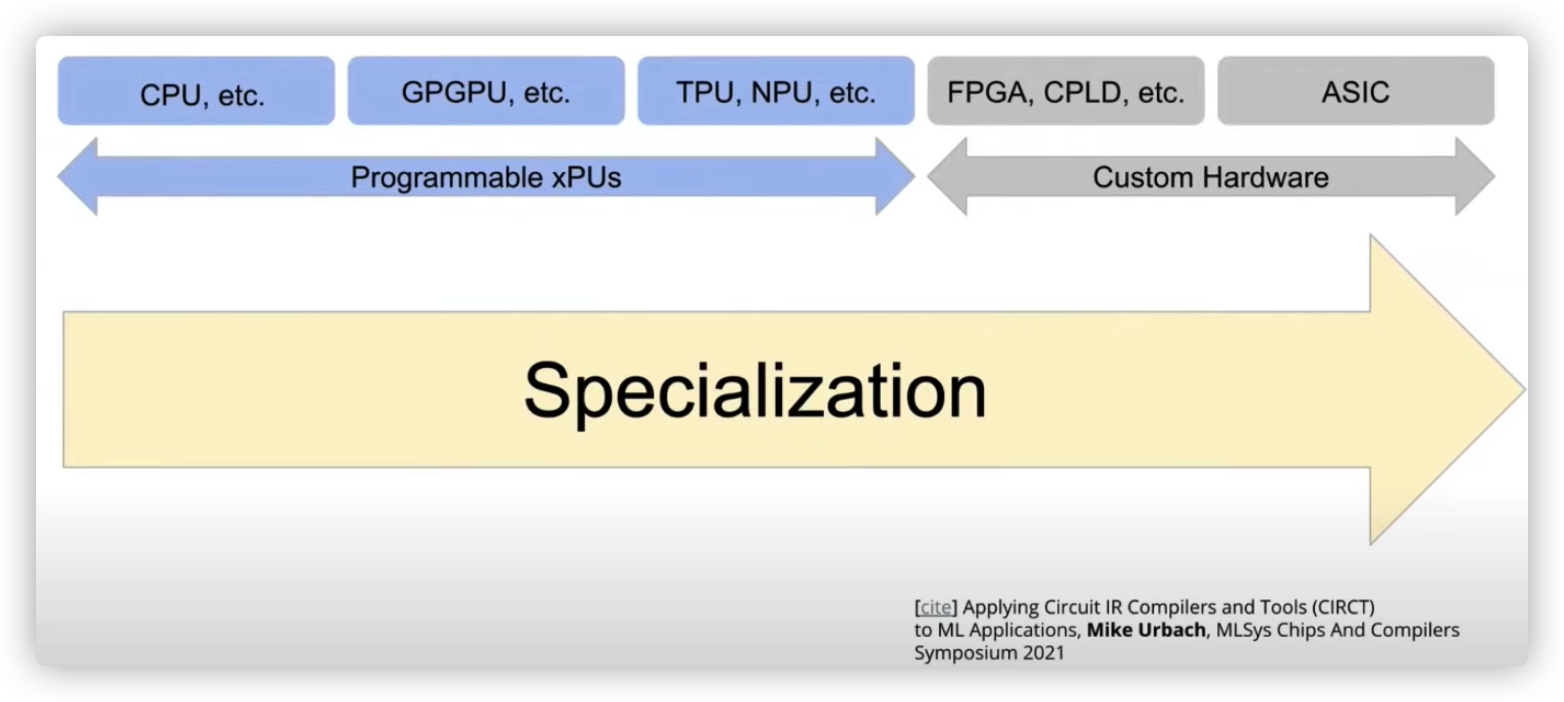 CPU, etc.
GPGPU, etc.
TPU, NPU, etc.
FPGA, CPLD, etc.
ASIC
Programmable xPUs
Custom Hardware
Specialization
[cite] Applying Circuit IR Compilers and Tools (CIRCT)
to ML Applications, Mike Urbach, MLSys Chips And Compilers
Symposium 2021